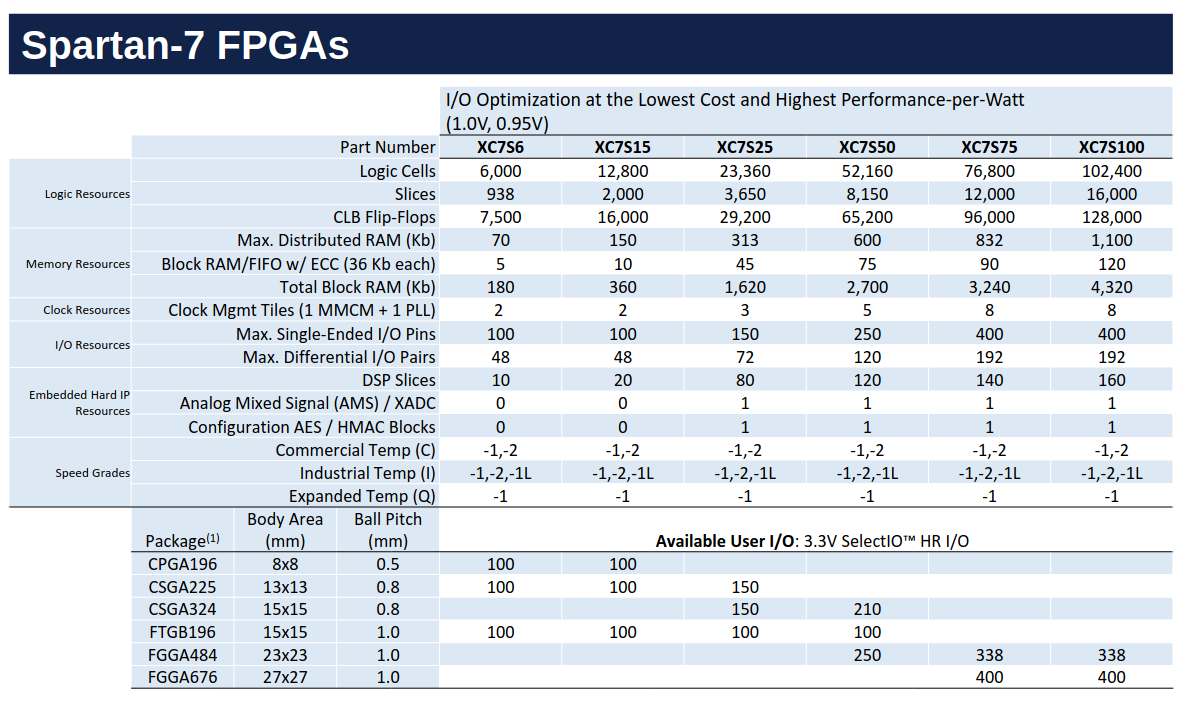 Spartan-7 FPGAs
I/O Optimization at the Lowest Cost and Highest Performance-per-Watt
(1.0V, 0.95V)
Part Number XC7S6 XC7S15 XC7S25 XC7S50 XC7S75 XC7S100
Logic Resources
Logic Cells 6,000 12,800 23,360 52,160 76,800 102,400
Slices 938 2,000 3,650 8,150 12,000 16,000
CLB Flip-Flops 7,500 16,000 29,200 65,200 96,000 128,000
Memory Resources
Max. Distributed RAM (Kb) 70 150 313 600 832 1,100
Block RAM/FIFO w/ ECC (36 Kb each) 5 10 45 75 90 120
Total Block RAM (Kb) 180 360 1,620 2,700 3,240 4,320
Clock Resources Clock Mgmt Tiles (1 MMCM + 1 PLL) 2 2 3 5 8 8
I/O Resources
Max. Single-Ended I/O Pins 100 100 150 250 400 400
Max. Differential I/O Pairs 48 48 72 120 192 192
Embedded Hard IP
Resources
DSP Slices 10 20 80 120 140 160
Analog Mixed Signal (AMS) / XADC 0 0 1 1 1 1
Configuration AES / HMAC Blocks 0 0 1 1 1 1
Speed Grades
Commercial Temp (C) -1,-2 -1,-2 -1,-2 -1,-2 -1,-2 -1,-2
Industrial Temp (I) -1,-2,-1L -1,-2,-1L -1,-2,-1L -1,-2,-1L -1,-2,-1L -1,-2,-1L
Expanded Temp (Q) -1 -1 -1 -1 -1 -1
Package(1) Body Area (mm) Ball Pitch (mm) Available User I/O: 3.3V SelectIO™ HR I/O
CPGA196 8x8 0.5 100 100
CSGA225 13x13 0.8 100 100 150
CSGA324 15x15 0.8 150 210
FTGB196 15x15 1.0 100 100 100 100
FGGA484 23x23 1.0 250 338 338
FGGA676 27x27 1.0 400 400